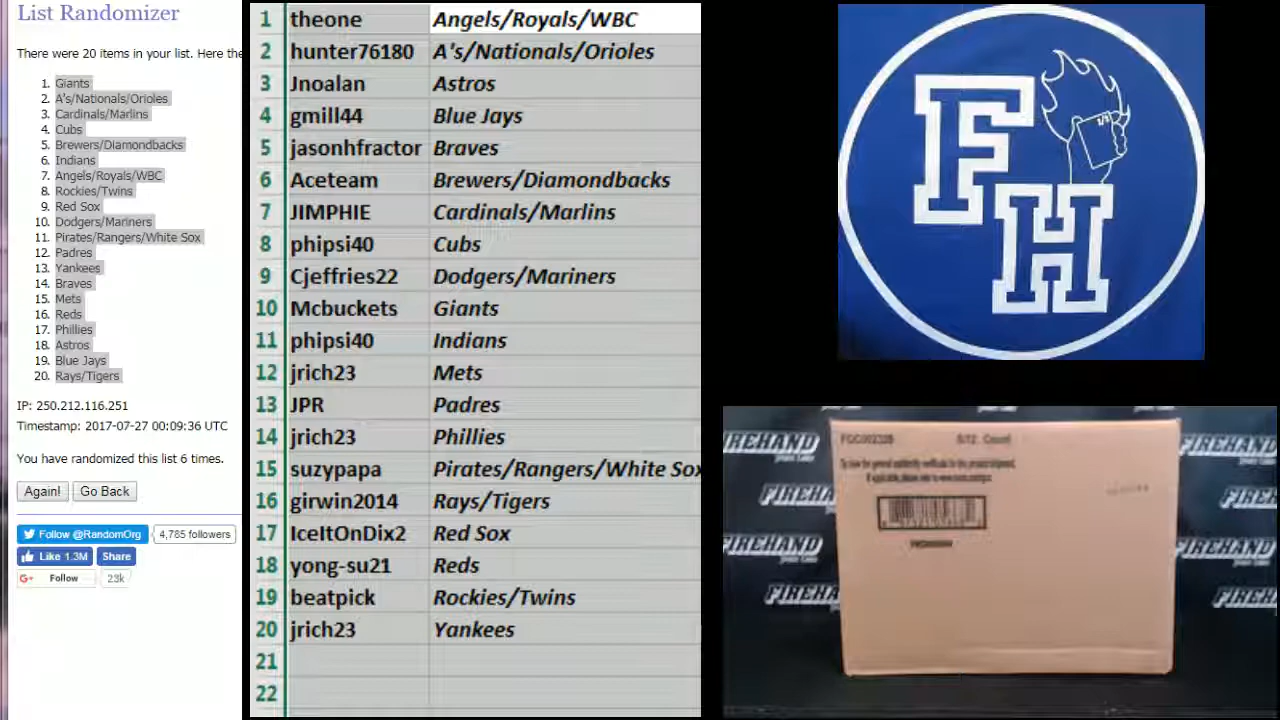 List Randomizer
There were 20 items in your list. Here the
1. Giants
2. A's/Nationals/Orioles
3. Cardinals/Marlins
4. Cubs
5. Brewers/Diamondbacks
6. Indians
7. Angels/Royals/WBC
8. Rockies/Twins
9. Red Sox
10. Dodgers/Mariners
11. Pirates/Rangers/White Sox
12. Padres
13. Yankees
14. Braves
15. Mets
16. Reds
17. Phillies
18. Astros
19. Blue Jays
20. Rays/Tigers
IP: 250.212.116.251
Timestamp: 2017-07-27 00:09:36 UTC
You have randomized this list 6 times.
Again! Go Back
Follow @RandomOrg 4,785 followers
Like 1.3M Share
G+ Follow 23k
1 theone Angels/Royals/WBC
2 hunter76180 A's/Nationals/Orioles
3 Jnoalan Astros
4 gmill44 Blue Jays
5 jasonhfractor Braves
6 Aceteam Brewers/Diamondbacks
7 JIMPHIE Cardinals/Marlins
8 phipsi40 Cubs
9 Cjeffries22 Dodgers/Mariners
10 Mcbuckets Giants
11 phipsi40 Indians
12 jrich23 Mets
13 JPR Padres
14 jrich23 Phillies
15 suzypapa Pirates/Rangers/White Sox
16 girwin2014 Rays/Tigers
17 IceItOnDix2 Red Sox
18 yong-su21 Reds
19 beatpick Rockies/Twins
20 jrich23 Yankees
21
22
FH
1/1
FIREHAND
FIREHAND
FIREHAND
FIREHAND
FIREHAND
FIREHAND
FIREHAND
FIREHAND
Count